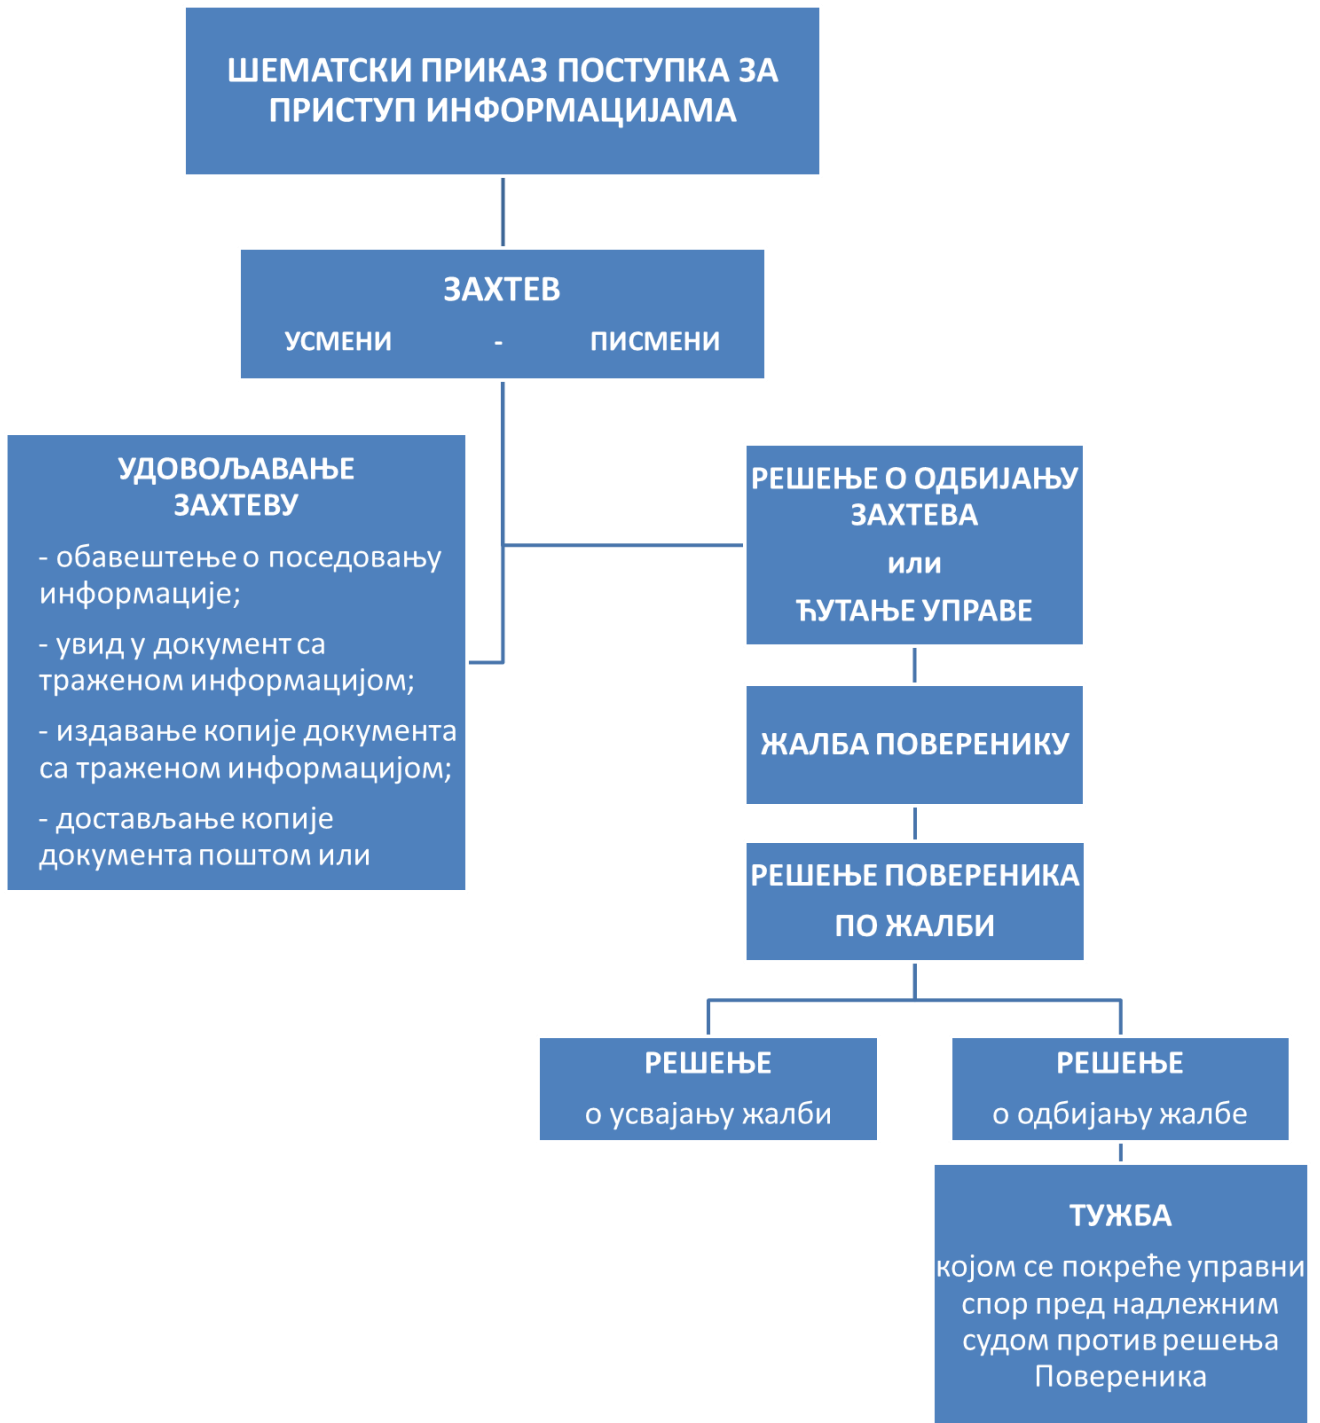 ШЕМАТСКИ ПРИКАЗ ПОСТУПКА ЗА
ПРИСТУП ИНФОРМАЦИЈАМА
ЗАХТЕВ
УСМЕНИ - ПИСМЕНИ
УДОВОЉАВАЊЕ
ЗАХТЕВУ
- обавештење о поседовању
информације;
- увид у документ са
траженом информацијом;
- издавање копије документа
са траженом информацијом;
- достављање копије
документа поштом или
РЕШЕЊЕ О ОДБИЈАЊУ
ЗАХТЕВА
или
ЋУТАЊЕ УПРАВЕ
ЖАЛБА ПОВЕРЕНИКУ
РЕШЕЊЕ ПОВЕРЕНИКА
ПО ЖАЛБИ
РЕШЕЊЕ
о усвајању жалби
РЕШЕЊЕ
о одбијању жалбе
ТУЖБА
којом се покреће управни
спор пред надлежним
судом против решења
Повереника